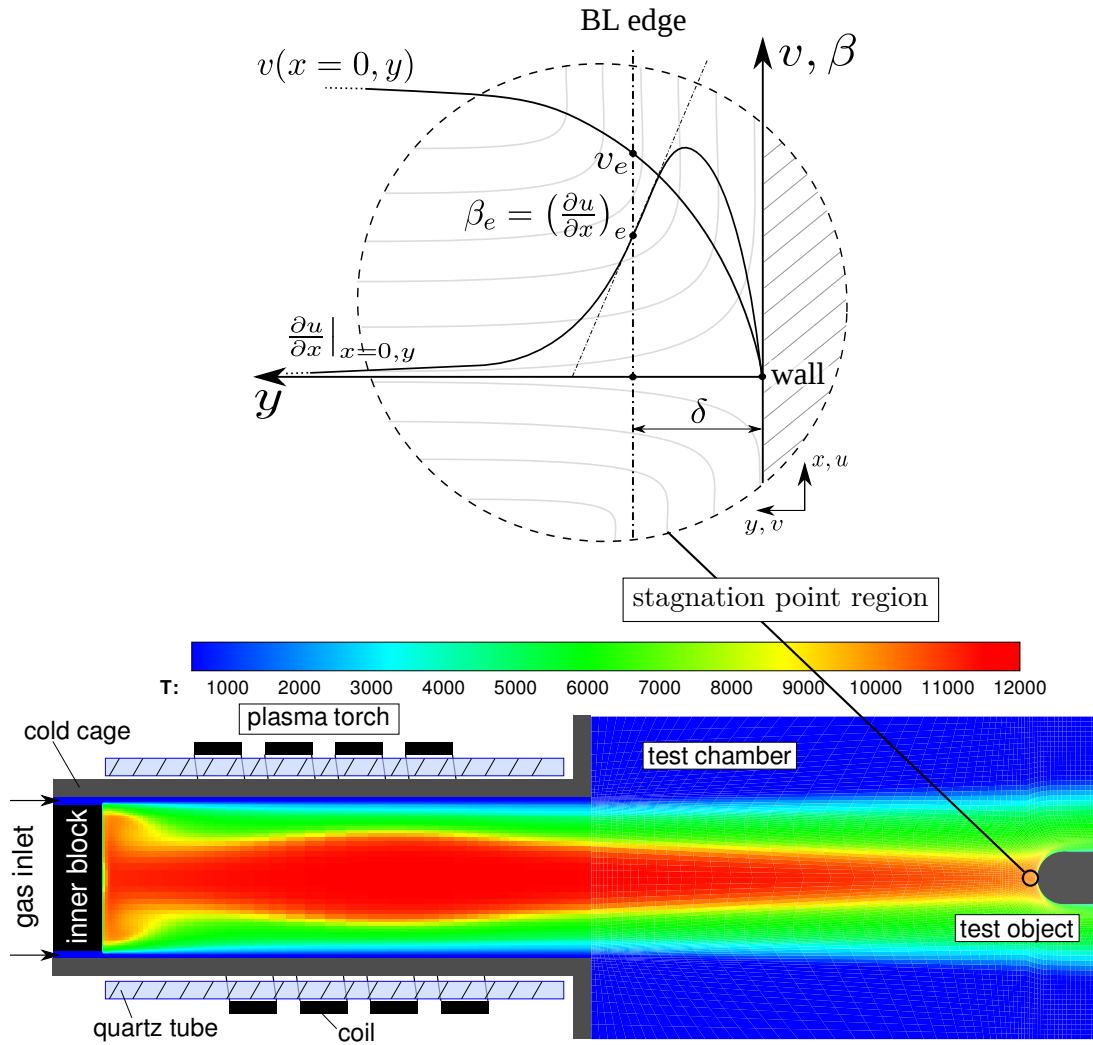 BL edge
v, β
v(x = 0, y)
v_e
β_e = (∂u/∂x)_e
∂u/∂x|_{x=0,y}
wall
y
δ
x, u
y, v
stagnation point region
T: 1000 2000 3000 4000 5000 6000 7000 8000 9000 10000 11000 12000
plasma torch
cold cage
test chamber
gas inlet
inner block
test object
quartz tube
coil